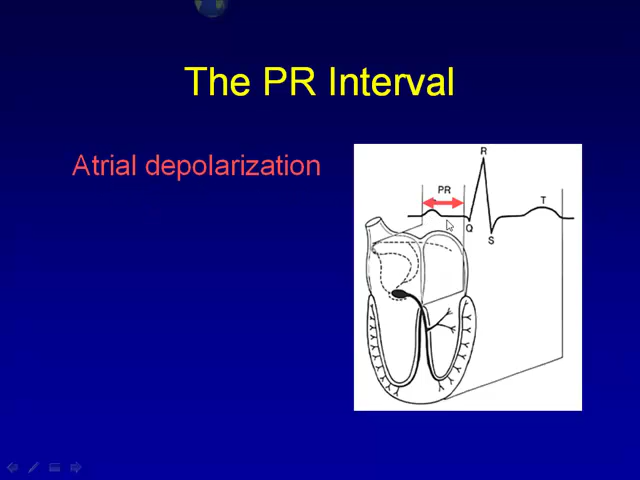 The PR Interval
Atrial depolarization
R
PR
T
Q
S